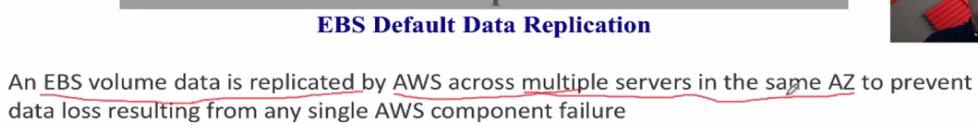 EBS Default Data Replication
An EBS volume data is replicated by AWS across multiple servers in the same AZ to prevent
data loss resulting from any single AWS component failure